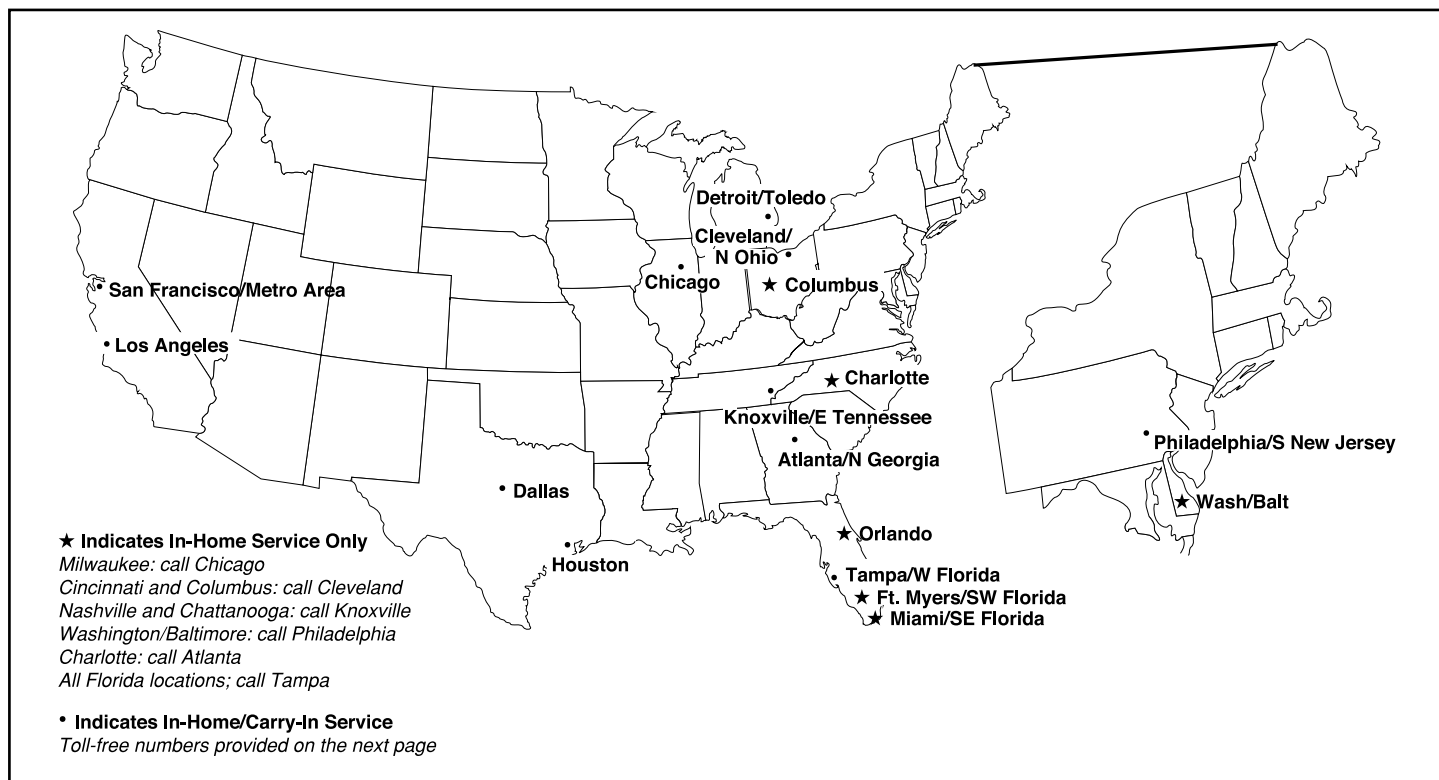 Detroit/Toledo
Cleveland/
N Ohio
Chicago
Columbus
San Francisco/Metro Area
Los Angeles
Charlotte
Knoxville/E Tennessee
Atlanta/N Georgia
Philadelphia/S New Jersey
Wash/Balt
Dallas
Houston
Orlando
Tampa/W Florida
Ft. Myers/SW Florida
Miami/SE Florida
★ Indicates In-Home Service Only
Milwaukee: call Chicago
Cincinnati and Columbus: call Cleveland
Nashville and Chattanooga: call Knoxville
Washington/Baltimore: call Philadelphia
Charlotte: call Atlanta
All Florida locations; call Tampa
• Indicates In-Home/Carry-In Service
Toll-free numbers provided on the next page